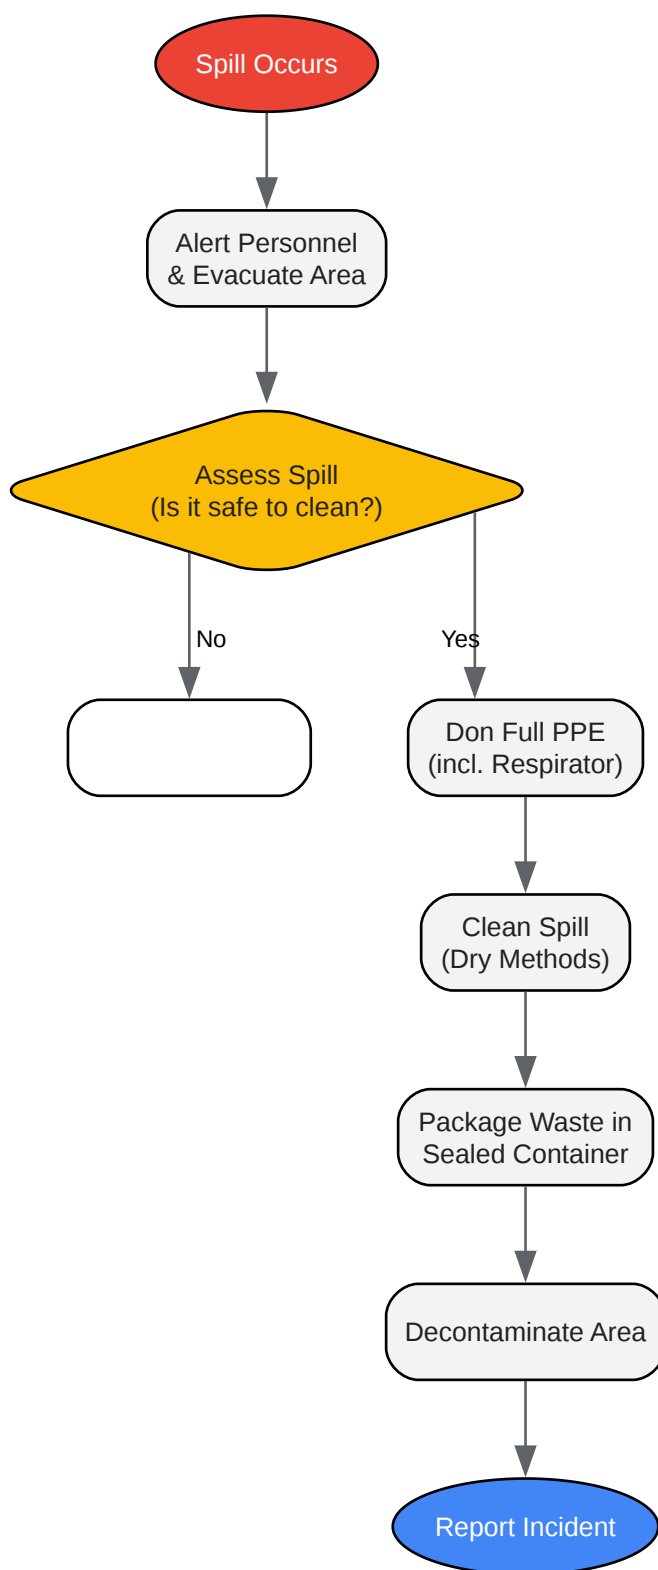 Spill Occurs
Alert Personnel
& Evacuate Area
Assess Spill
(Is it safe to clean?)
No
Yes
Don Full PPE
(incl. Respirator)
Clean Spill
(Dry Methods)
Package Waste in
Sealed Container
Decontaminate Area
Report Incident